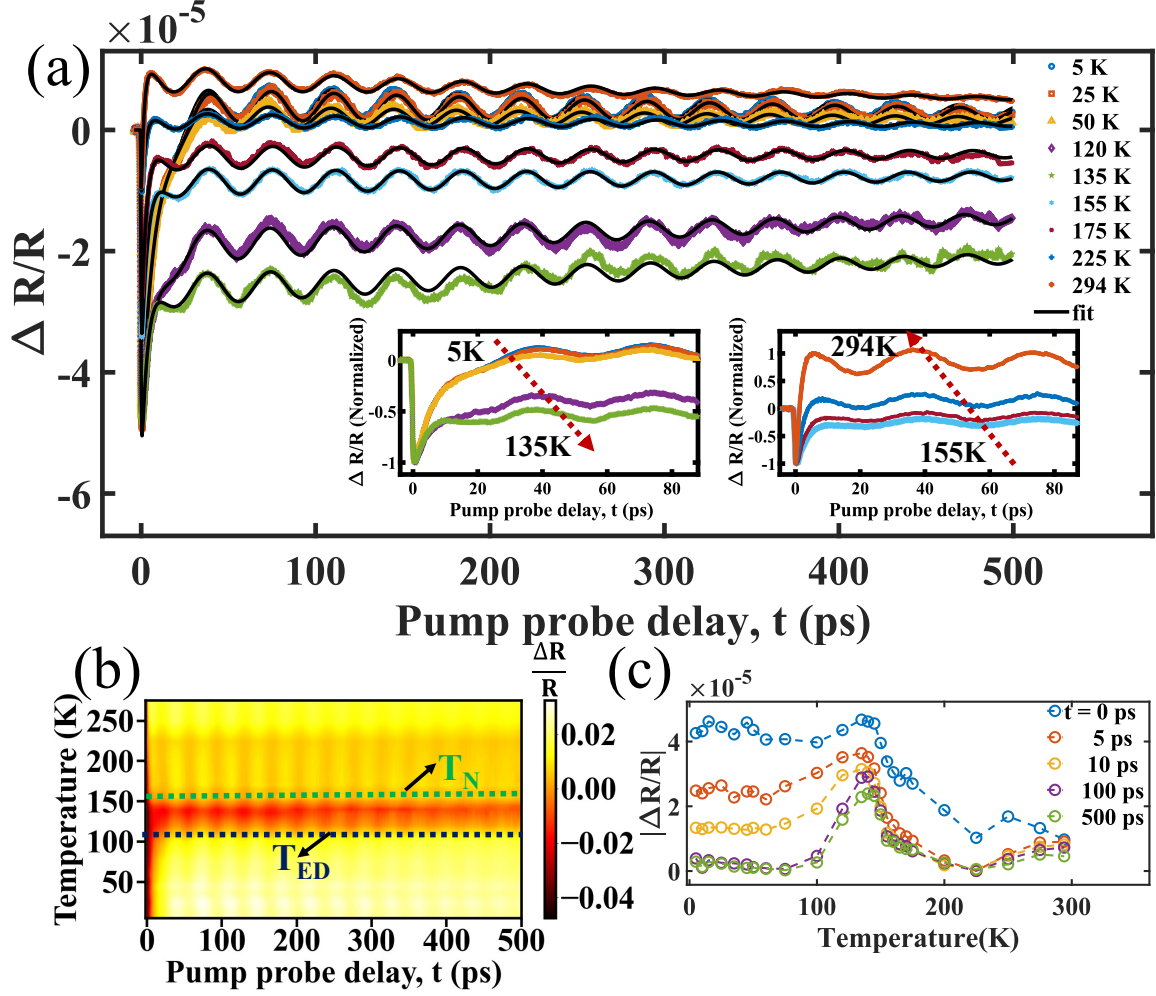 ×10⁻⁵
(a)
0
-2
-4
-6
Δ R/R
5 K
25 K
50 K
120 K
135 K
155 K
175 K
225 K
294 K
fit
0
-0.5
-1
Δ R/R (Normalized)
5K
135K
0 20 40 60 80
Pump probe delay, t (ps)
1
0.5
0
-0.5
-1
Δ R/R (Normalized)
294K
155K
0 20 40 60 80
Pump probe delay, t (ps)
0 100 200 300 400 500
Pump probe delay, t (ps)
(b)
ΔR
R
250
200
150
100
50
Temperature (K)
T_N
T_ED
0 100 200 300 400 500
Pump probe delay, t (ps)
0.02
0.00
−0.02
−0.04
(c)
×10⁻⁵
4
2
0
|ΔR/R|
t = 0 ps
5 ps
10 ps
100 ps
500 ps
0 100 200 300
Temperature(K)